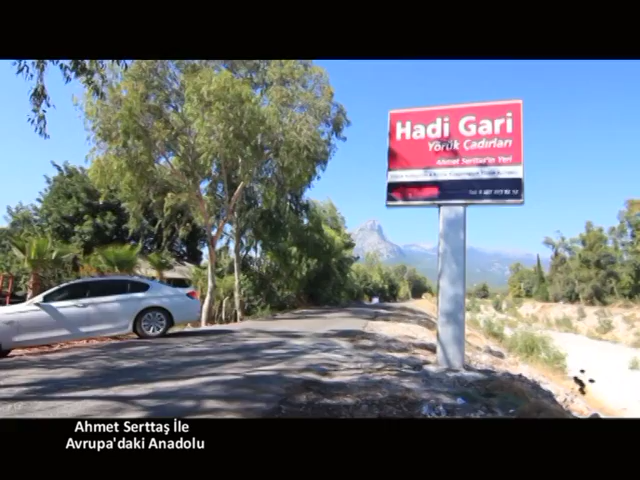 Hadi Gari
Yörük Çadırları
Ahmet Serttaş'ın Yeri
Ahmet Serttaş İle
Avrupa'daki Anadolu